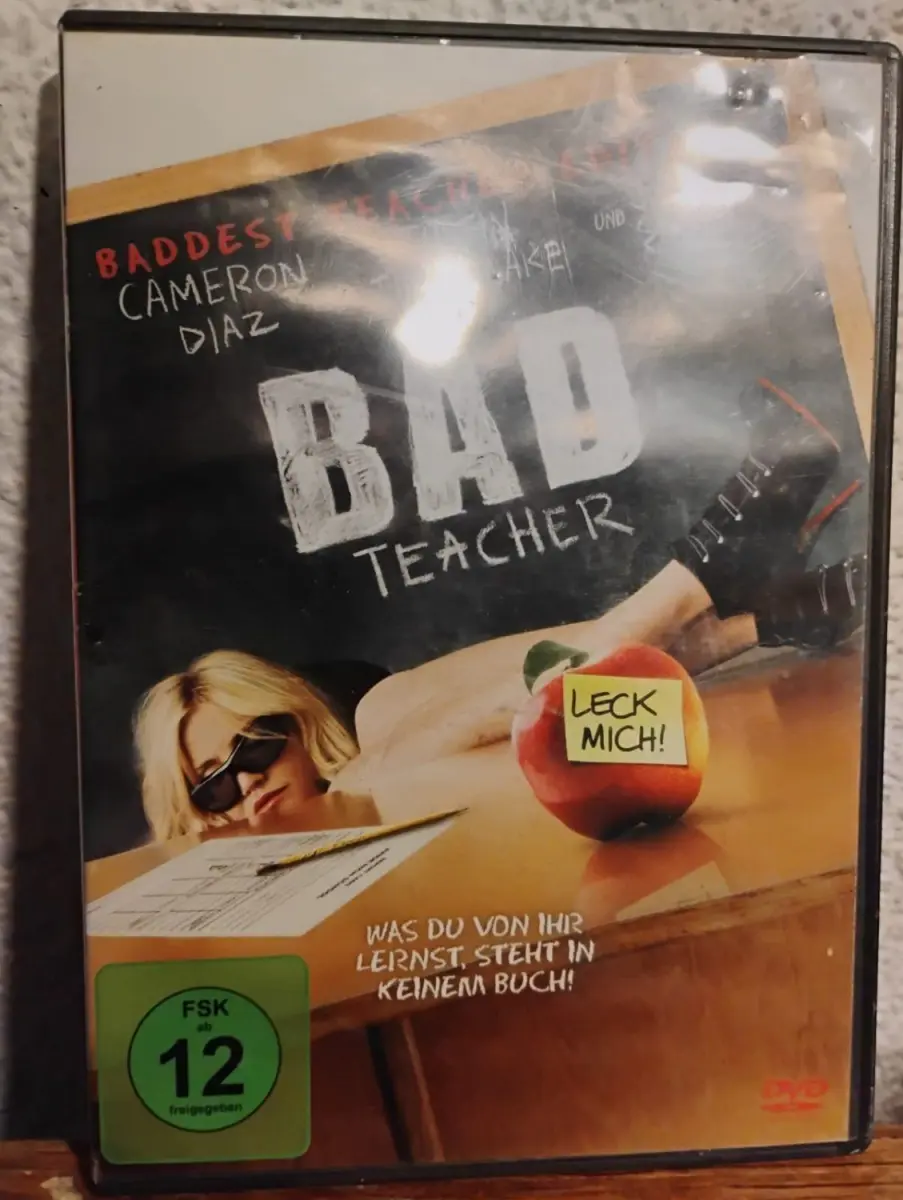 BADDEST TEACHER
CAMERON
DIAZ
UND
BAD
TEACHER
LECK
MICH!
WAS DU VON IHR
LERNST, STEHT IN
KEINEM BUCH!
FSK
ab
12
freigegeben
DVD